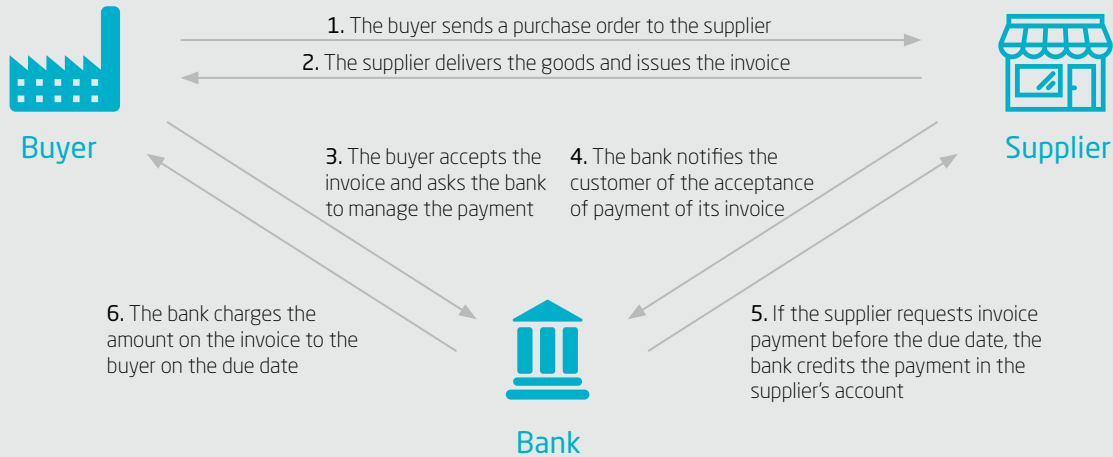 1. The buyer sends a purchase order to the supplier
2. The supplier delivers the goods and issues the invoice
Buyer
Supplier
3. The buyer accepts the
invoice and asks the bank
to manage the payment
4. The bank notifies the
customer of the acceptance
of payment of its invoice
6. The bank charges the
amount on the invoice to the
buyer on the due date
5. If the supplier requests invoice
payment before the due date, the
bank credits the payment in the
supplier's account
Bank